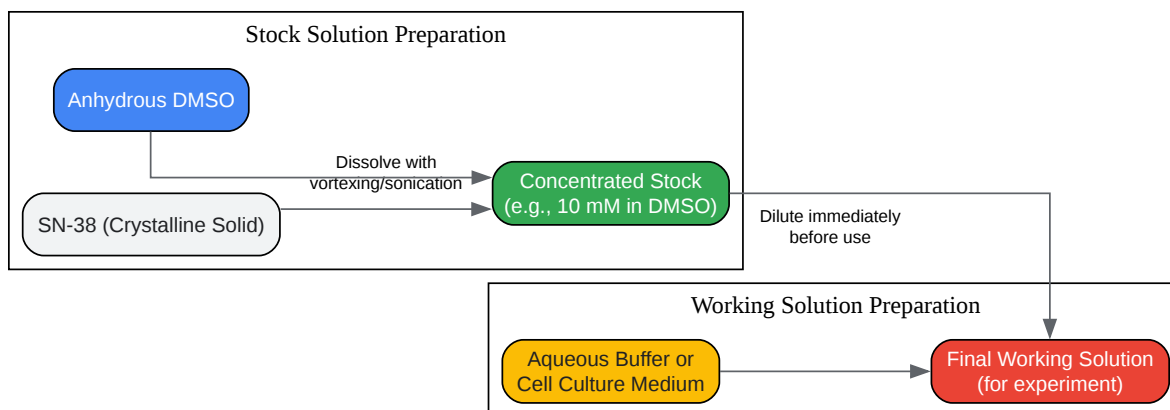 Stock Solution Preparation
Anhydrous DMSO
Dissolve with
vortexing/sonication
SN-38 (Crystalline Solid)
Concentrated Stock
(e.g., 10 mM in DMSO)
Dilute immediately
before use
Working Solution Preparation
Aqueous Buffer or
Cell Culture Medium
Final Working Solution
(for experiment)